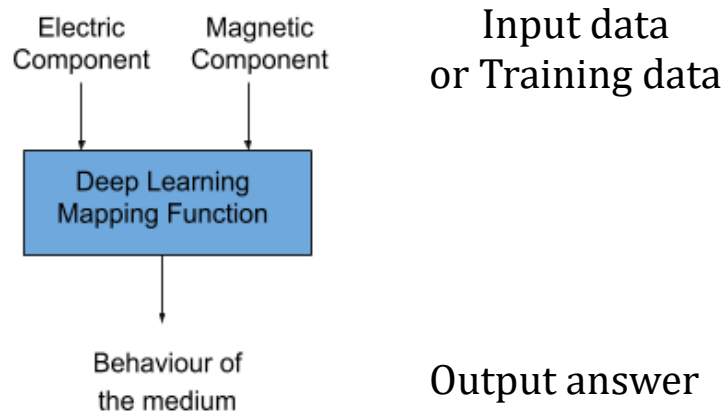 Electric
Component
Magnetic
Component
Input data
or Training data
Deep Learning
Mapping Function
Behaviour of
the medium
Output answer